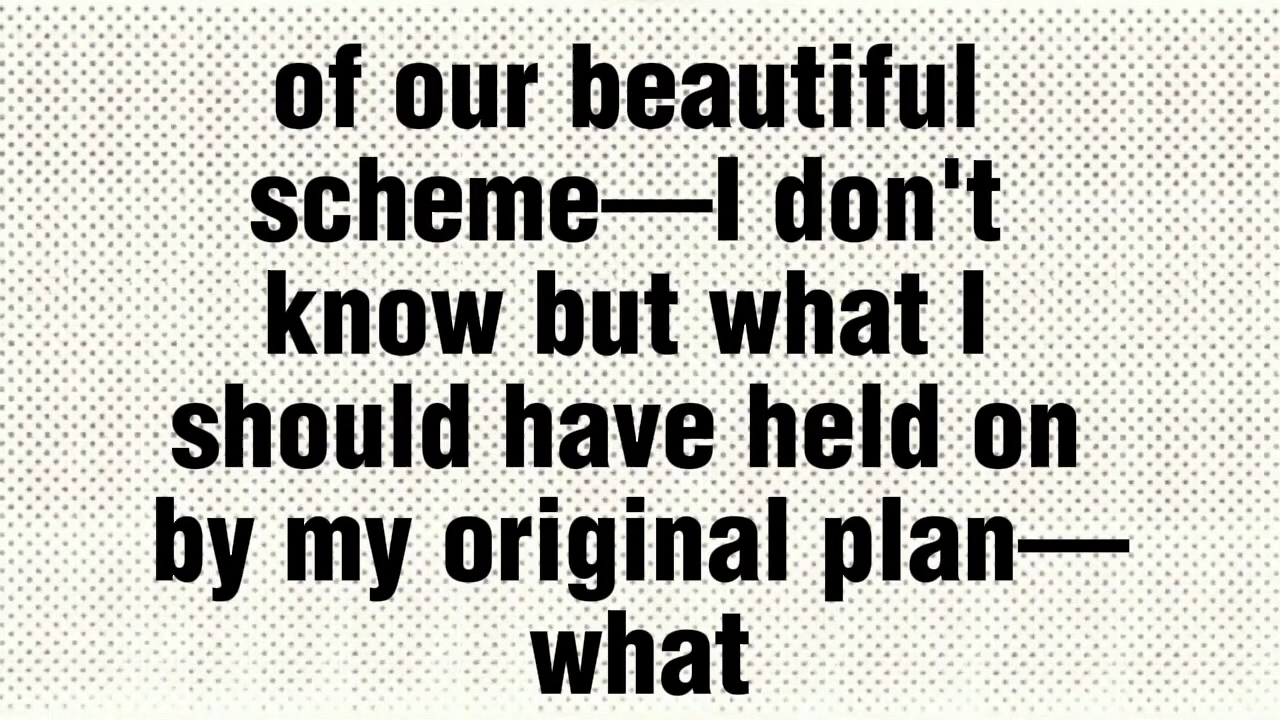 of our beautiful
scheme—I don't
know but what I
should have held on
by my original plan—
what